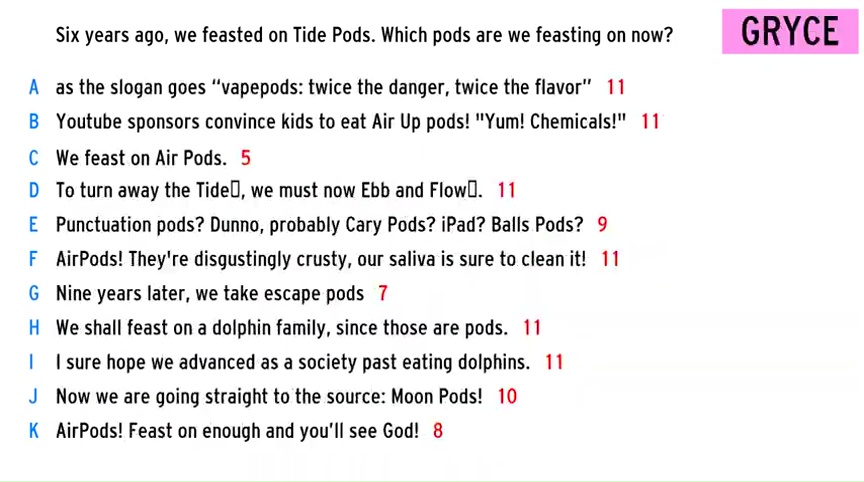 Six years ago, we feasted on Tide Pods. Which pods are we feasting on now?
GRYCE
A as the slogan goes “vapepods: twice the danger, twice the flavor” 11
B Youtube sponsors convince kids to eat Air Up pods! "Yum! Chemicals!" 11
C We feast on Air Pods. 5
D To turn away the Tide▯, we must now Ebb and Flow▯. 11
E Punctuation pods? Dunno, probably Cary Pods? iPad? Balls Pods? 9
F AirPods! They're disgustingly crusty, our saliva is sure to clean it! 11
G Nine years later, we take escape pods 7
H We shall feast on a dolphin family, since those are pods. 11
I I sure hope we advanced as a society past eating dolphins. 11
J Now we are going straight to the source: Moon Pods! 10
K AirPods! Feast on enough and you’ll see God! 8